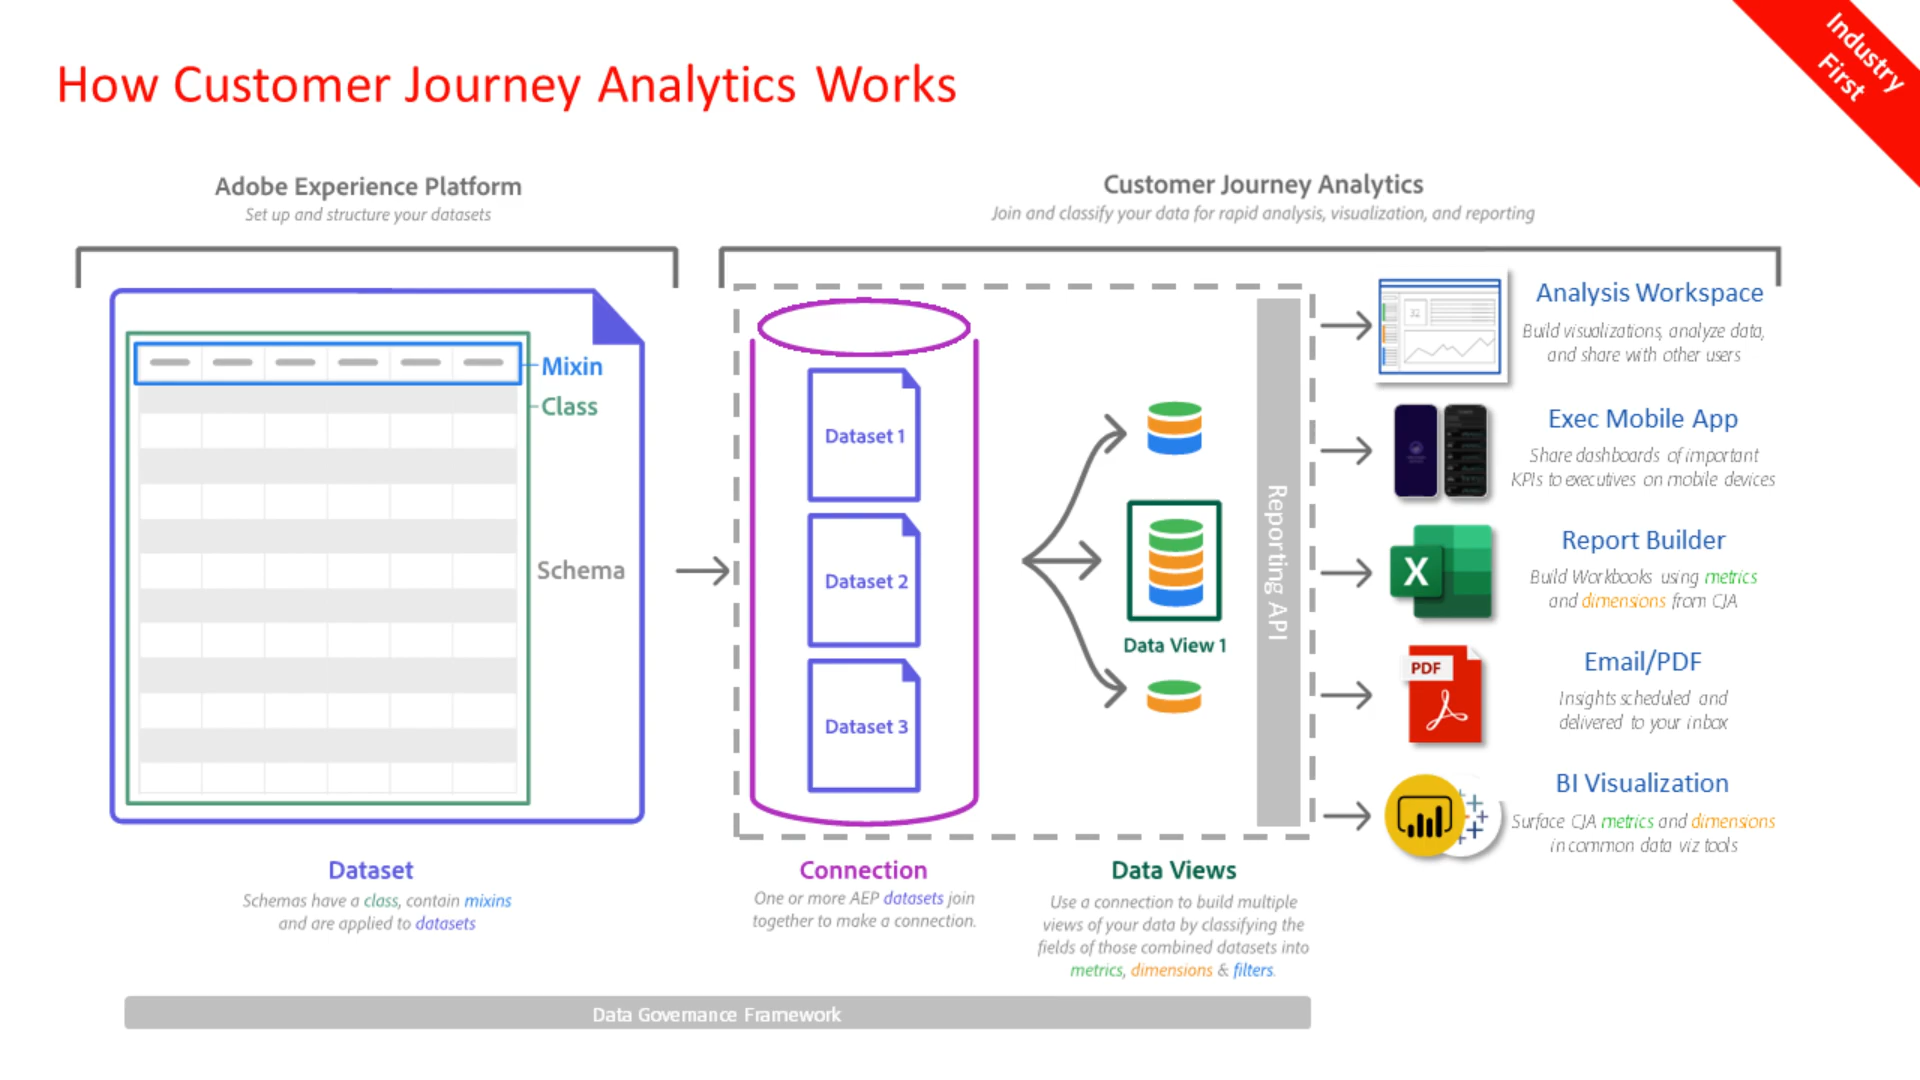 How Customer Journey Analytics Works
Industry
First
Adobe Experience Platform
Set up and structure your datasets
Customer Journey Analytics
Join and classify your data for rapid analysis, visualization, and reporting
Mixin
Class
Schema
Dataset
Schemas have a class, contain mixins
and are applied to datasets
Dataset 1
Dataset 2
Dataset 3
Connection
One or more AEP datasets join
together to make a connection.
Data View 1
Data Views
Use a connection to build multiple
views of your data by classifying the
fields of those combined datasets into
metrics, dimensions & filters.
Reporting API
Analysis Workspace
Build visualizations, analyze data,
and share with other users
Exec Mobile App
Share dashboards of important
KPIs to executives on mobile devices
X
Report Builder
Build Workbooks using metrics
and dimensions from CJA
PDF
Email/PDF
Insights scheduled and
delivered to your inbox
BI Visualization
Surface CJA metrics and dimensions
in common data viz tools
Data Governance Framework